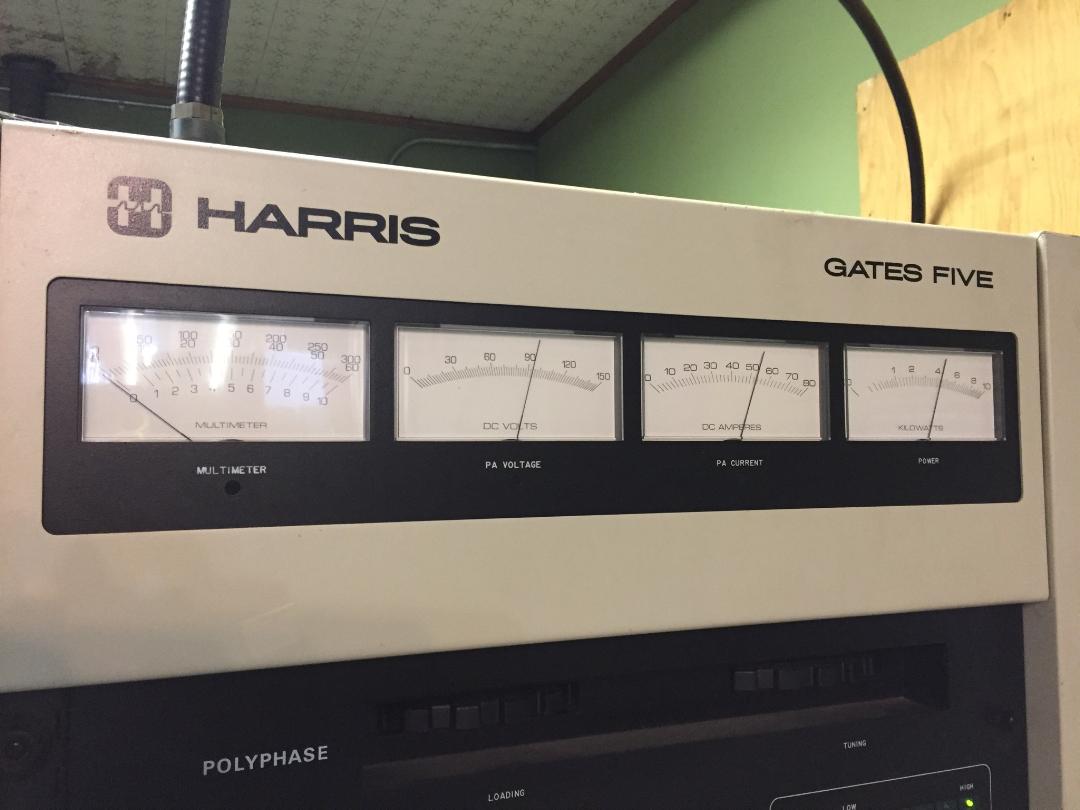 HARRIS
GATES FIVE
0 50 100 200 250 300
10 20 40 50 60
0 1 2 3 4 5 6 7 8 9 10
MULTIMETER
0 30 60 90 120 150
DC VOLTS
0 10 20 30 40 50 60 70 80
DC AMPERES
0 1 2 4 6 8 10
KILOWATTS
MULTIMETER
PA VOLTAGE
PA CURRENT
POWER
POLYPHASE
LOADING
TUNING
LOW
HIGH